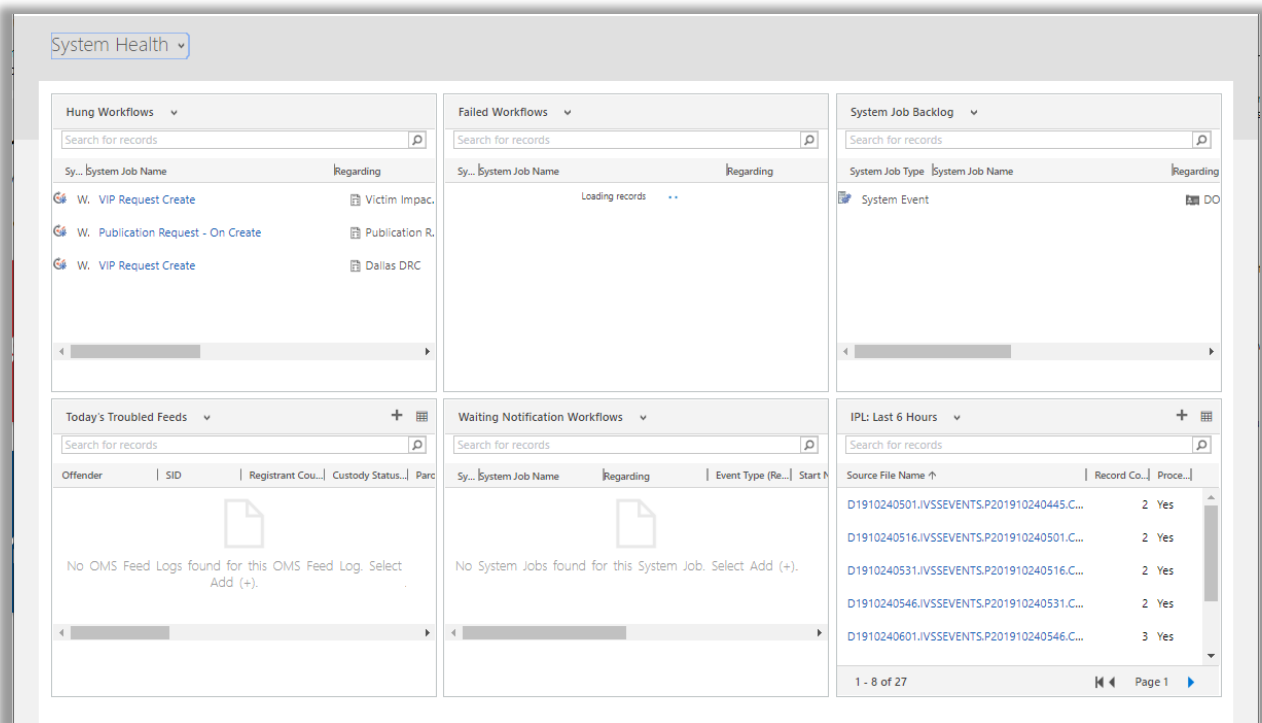 System Health
Hung Workflows
Search for records
Sy... System Job Name Regarding
W. VIP Request Create Victim Impac.
W. Publication Request - On Create Publication R.
W. VIP Request Create Dallas DRC
Failed Workflows
Search for records
Sy... System Job Name Regarding
Loading records
System Job Backlog
Search for records
System Job Type System Job Name Regarding
System Event DO
Today's Troubled Feeds
Search for records
Offender SID Registrant Cou... Custody Status... Parc
No OMS Feed Logs found for this OMS Feed Log. Select
Add (+).
Waiting Notification Workflows
Search for records
Sy... System Job Name Regarding Event Type (Re... Start N
No System Jobs found for this System Job. Select Add (+).
IPL: Last 6 Hours
Search for records
Source File Name ↑ Record Co... Proce...
D1910240501.IVSSEVENTS.P201910240445.C... 2 Yes
D1910240516.IVSSEVENTS.P201910240501.C... 2 Yes
D1910240531.IVSSEVENTS.P201910240516.C... 2 Yes
D1910240546.IVSSEVENTS.P201910240531.C... 2 Yes
D1910240601.IVSSEVENTS.P201910240546.C... 3 Yes
1 - 8 of 27 Page 1